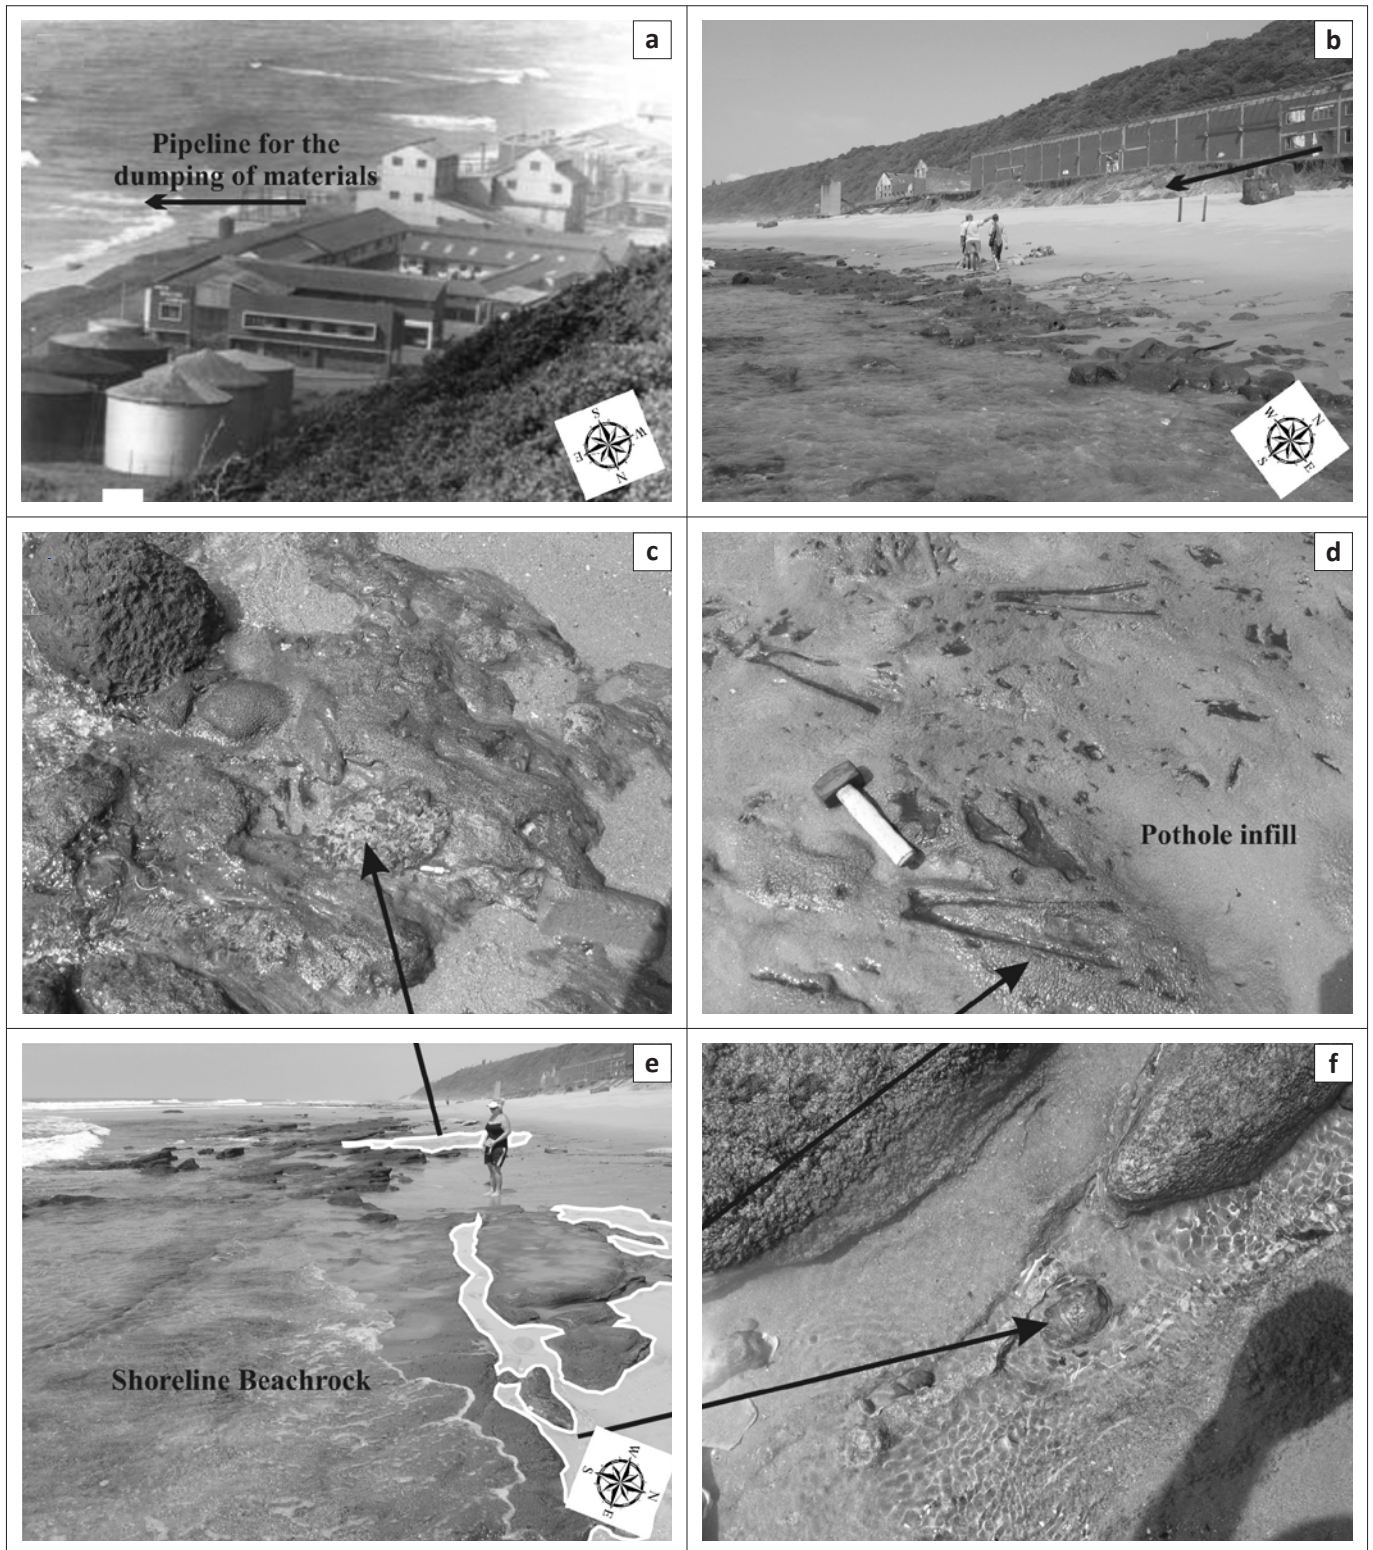 a
Pipeline for the
dumping of materials
S
W
E
N
b
W
N
S
E
c
d
Pothole infill
e
Shoreline Beachrock
W
S
N
E
f